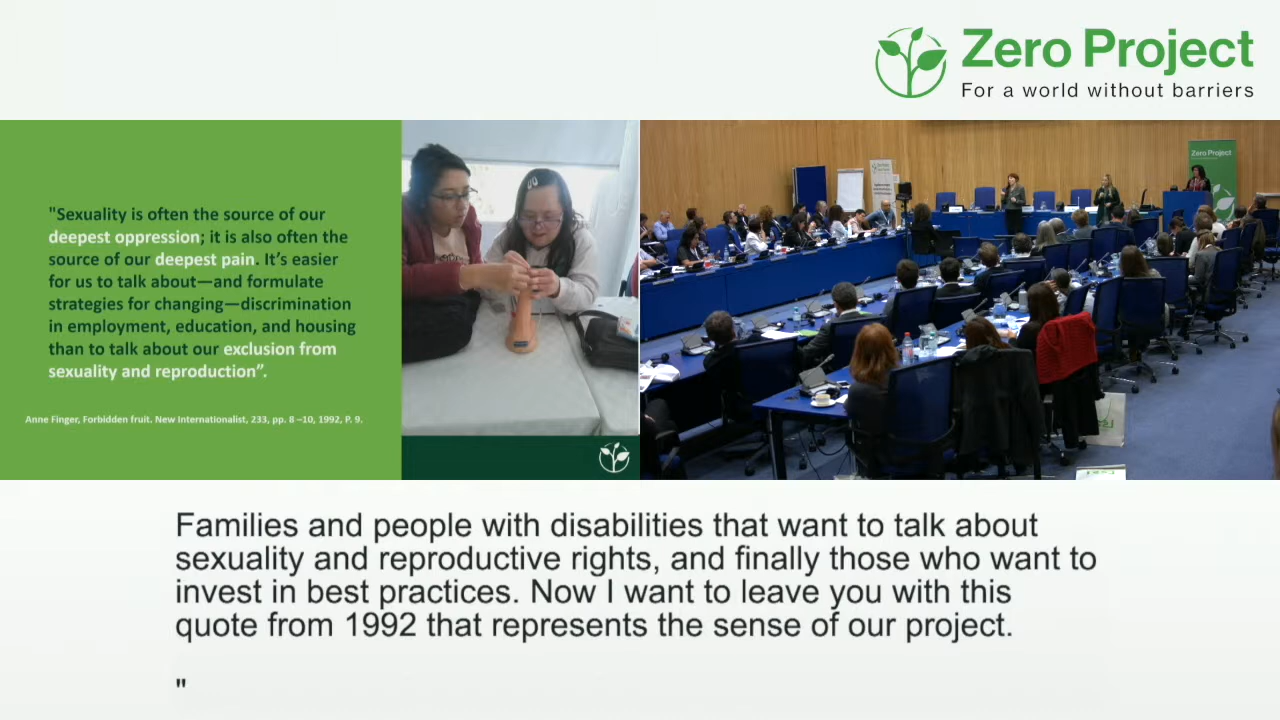 Zero Project
For a world without barriers
"Sexuality is often the source of our
deepest oppression; it is also often the
source of our deepest pain. It's easier
for us to talk about—and formulate
strategies for changing—discrimination
in employment, education, and housing
than to talk about our exclusion from
sexuality and reproduction”.
Anne Finger, Forbidden fruit. New Internationalist, 233, pp. 8–10, 1992, P. 9.
Zero Project
Families and people with disabilities that want to talk about
sexuality and reproductive rights, and finally those who want to
invest in best practices. Now I want to leave you with this
quote from 1992 that represents the sense of our project.
"